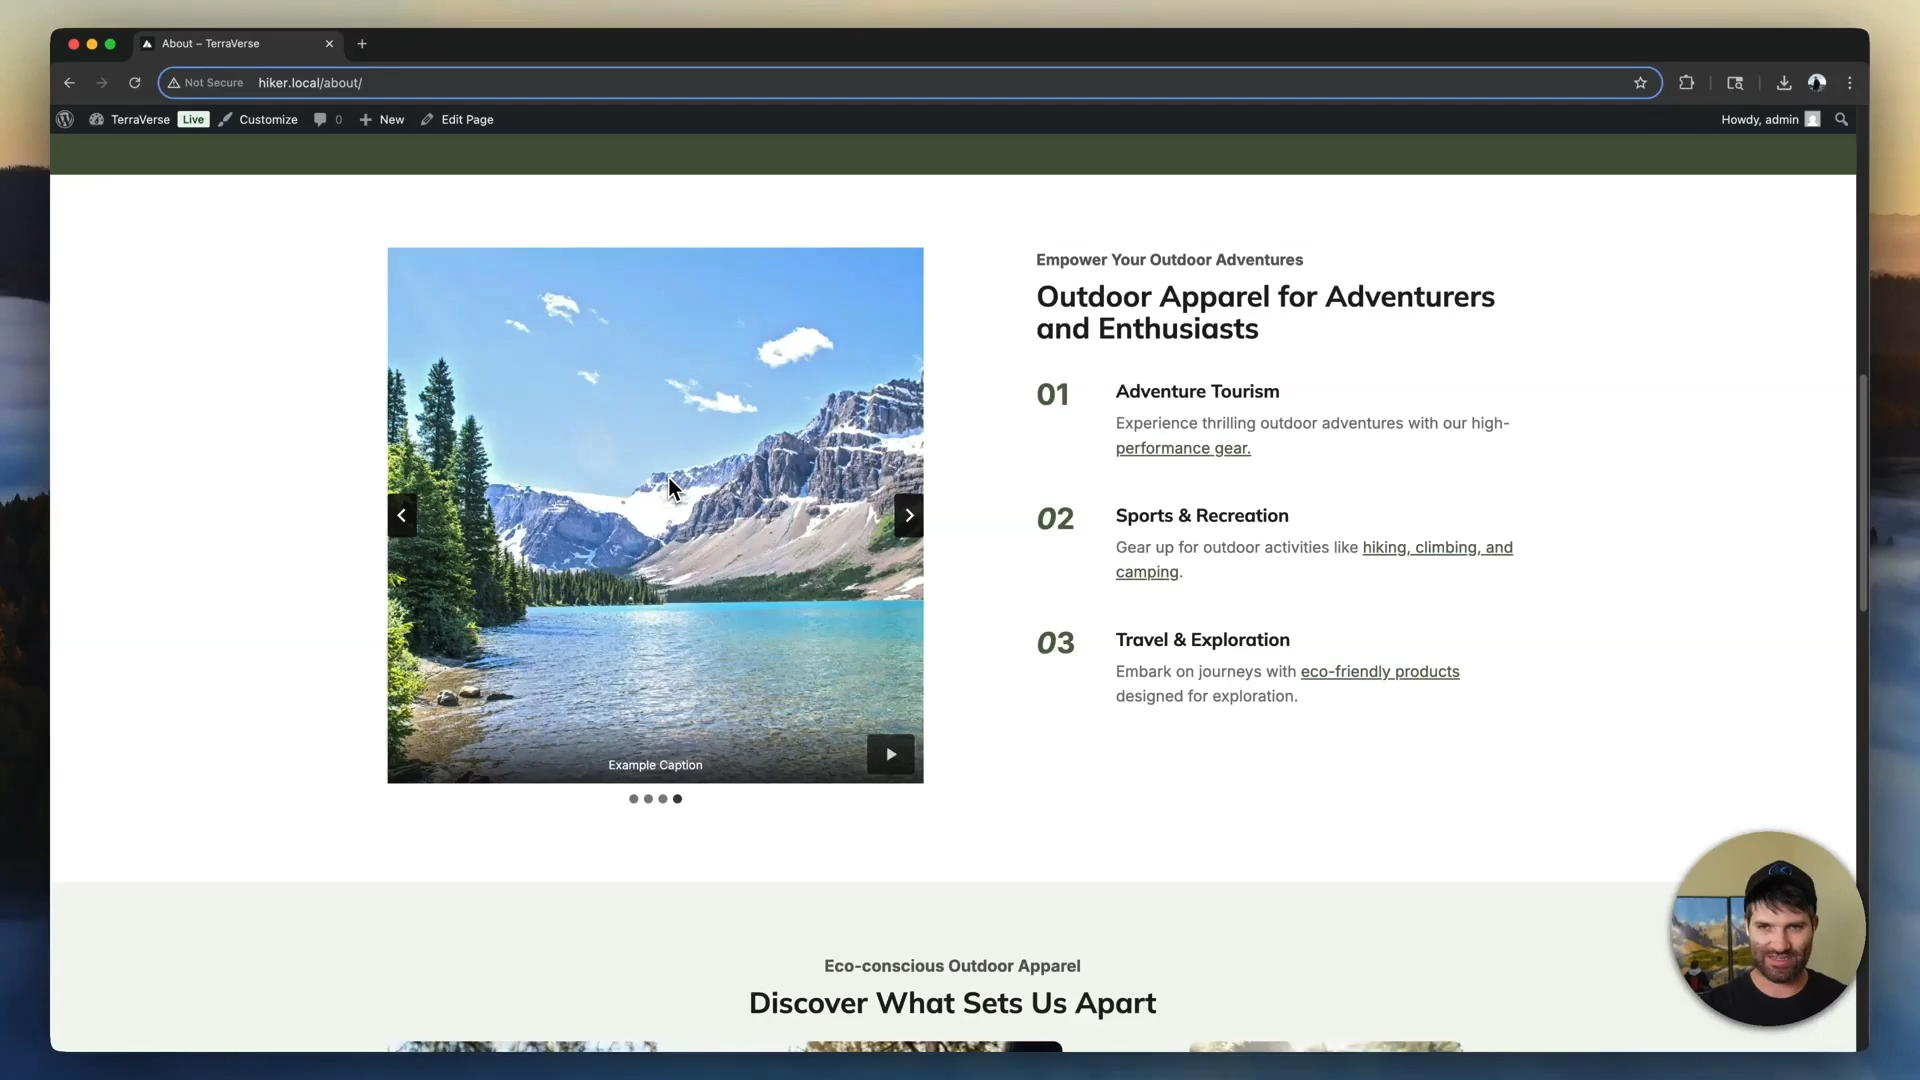 About – TerraVerse
Not Secure hiker.local/about/
TerraVerse Live Customize 0 New Edit Page Howdy, admin
Empower Your Outdoor Adventures
Outdoor Apparel for Adventurers
and Enthusiasts
01 Adventure Tourism
Experience thrilling outdoor adventures with our high-
performance gear.
02 Sports & Recreation
Gear up for outdoor activities like hiking, climbing, and
camping.
03 Travel & Exploration
Embark on journeys with eco-friendly products
designed for exploration.
Example Caption
Eco-conscious Outdoor Apparel
Discover What Sets Us Apart